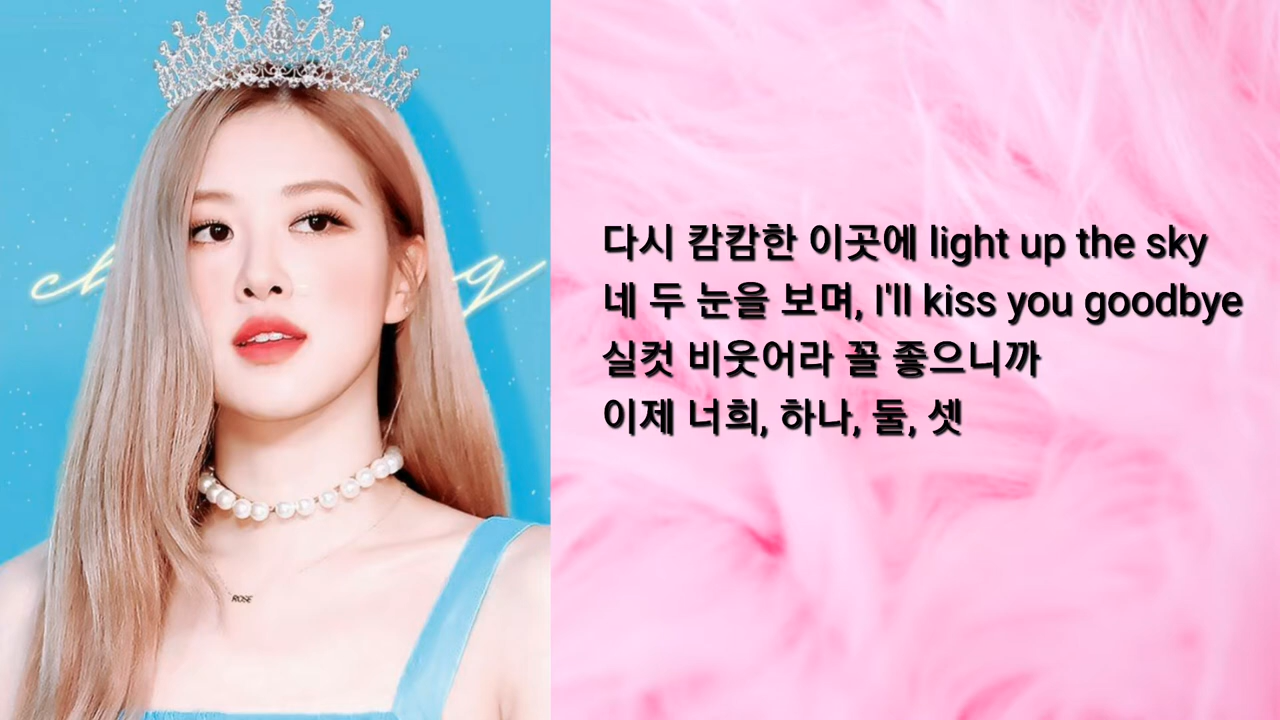 다시 캄캄한 이곳에 light up the sky
네 두 눈을 보며, I'll kiss you goodbye
실컷 비웃어라 꼴 좋으니까
이제 너희, 하나, 둘, 셋
ROSÉ